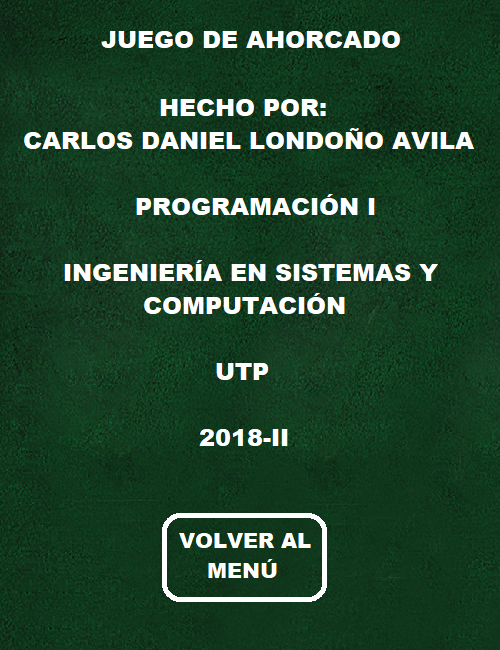 JUEGO DE AHORCADO
HECHO POR:
CARLOS DANIEL LONDOÑO AVILA
PROGRAMACIÓN I
INGENIERÍA EN SISTEMAS Y
COMPUTACIÓN
UTP
2018-II
VOLVER AL
MENÚ